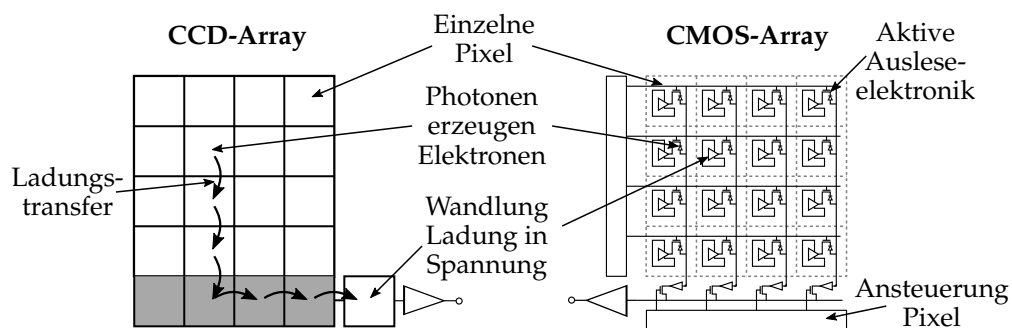 CCD-Array
Einzelne
Pixel
CMOS-Array
Aktive
Auslese-
elektronik
Photonen
erzeugen
Elektronen
Ladungs-
transfer
Wandlung
Ladung in
Spannung
Ansteuerung
Pixel